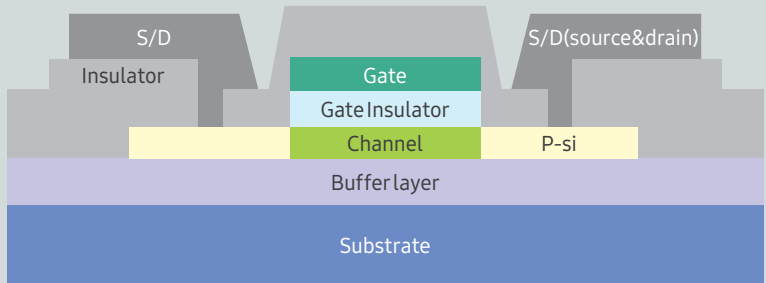 S/D
S/D(source&drain)
Insulator
Gate
Gate Insulator
Channel
P-si
Buffer layer
Substrate